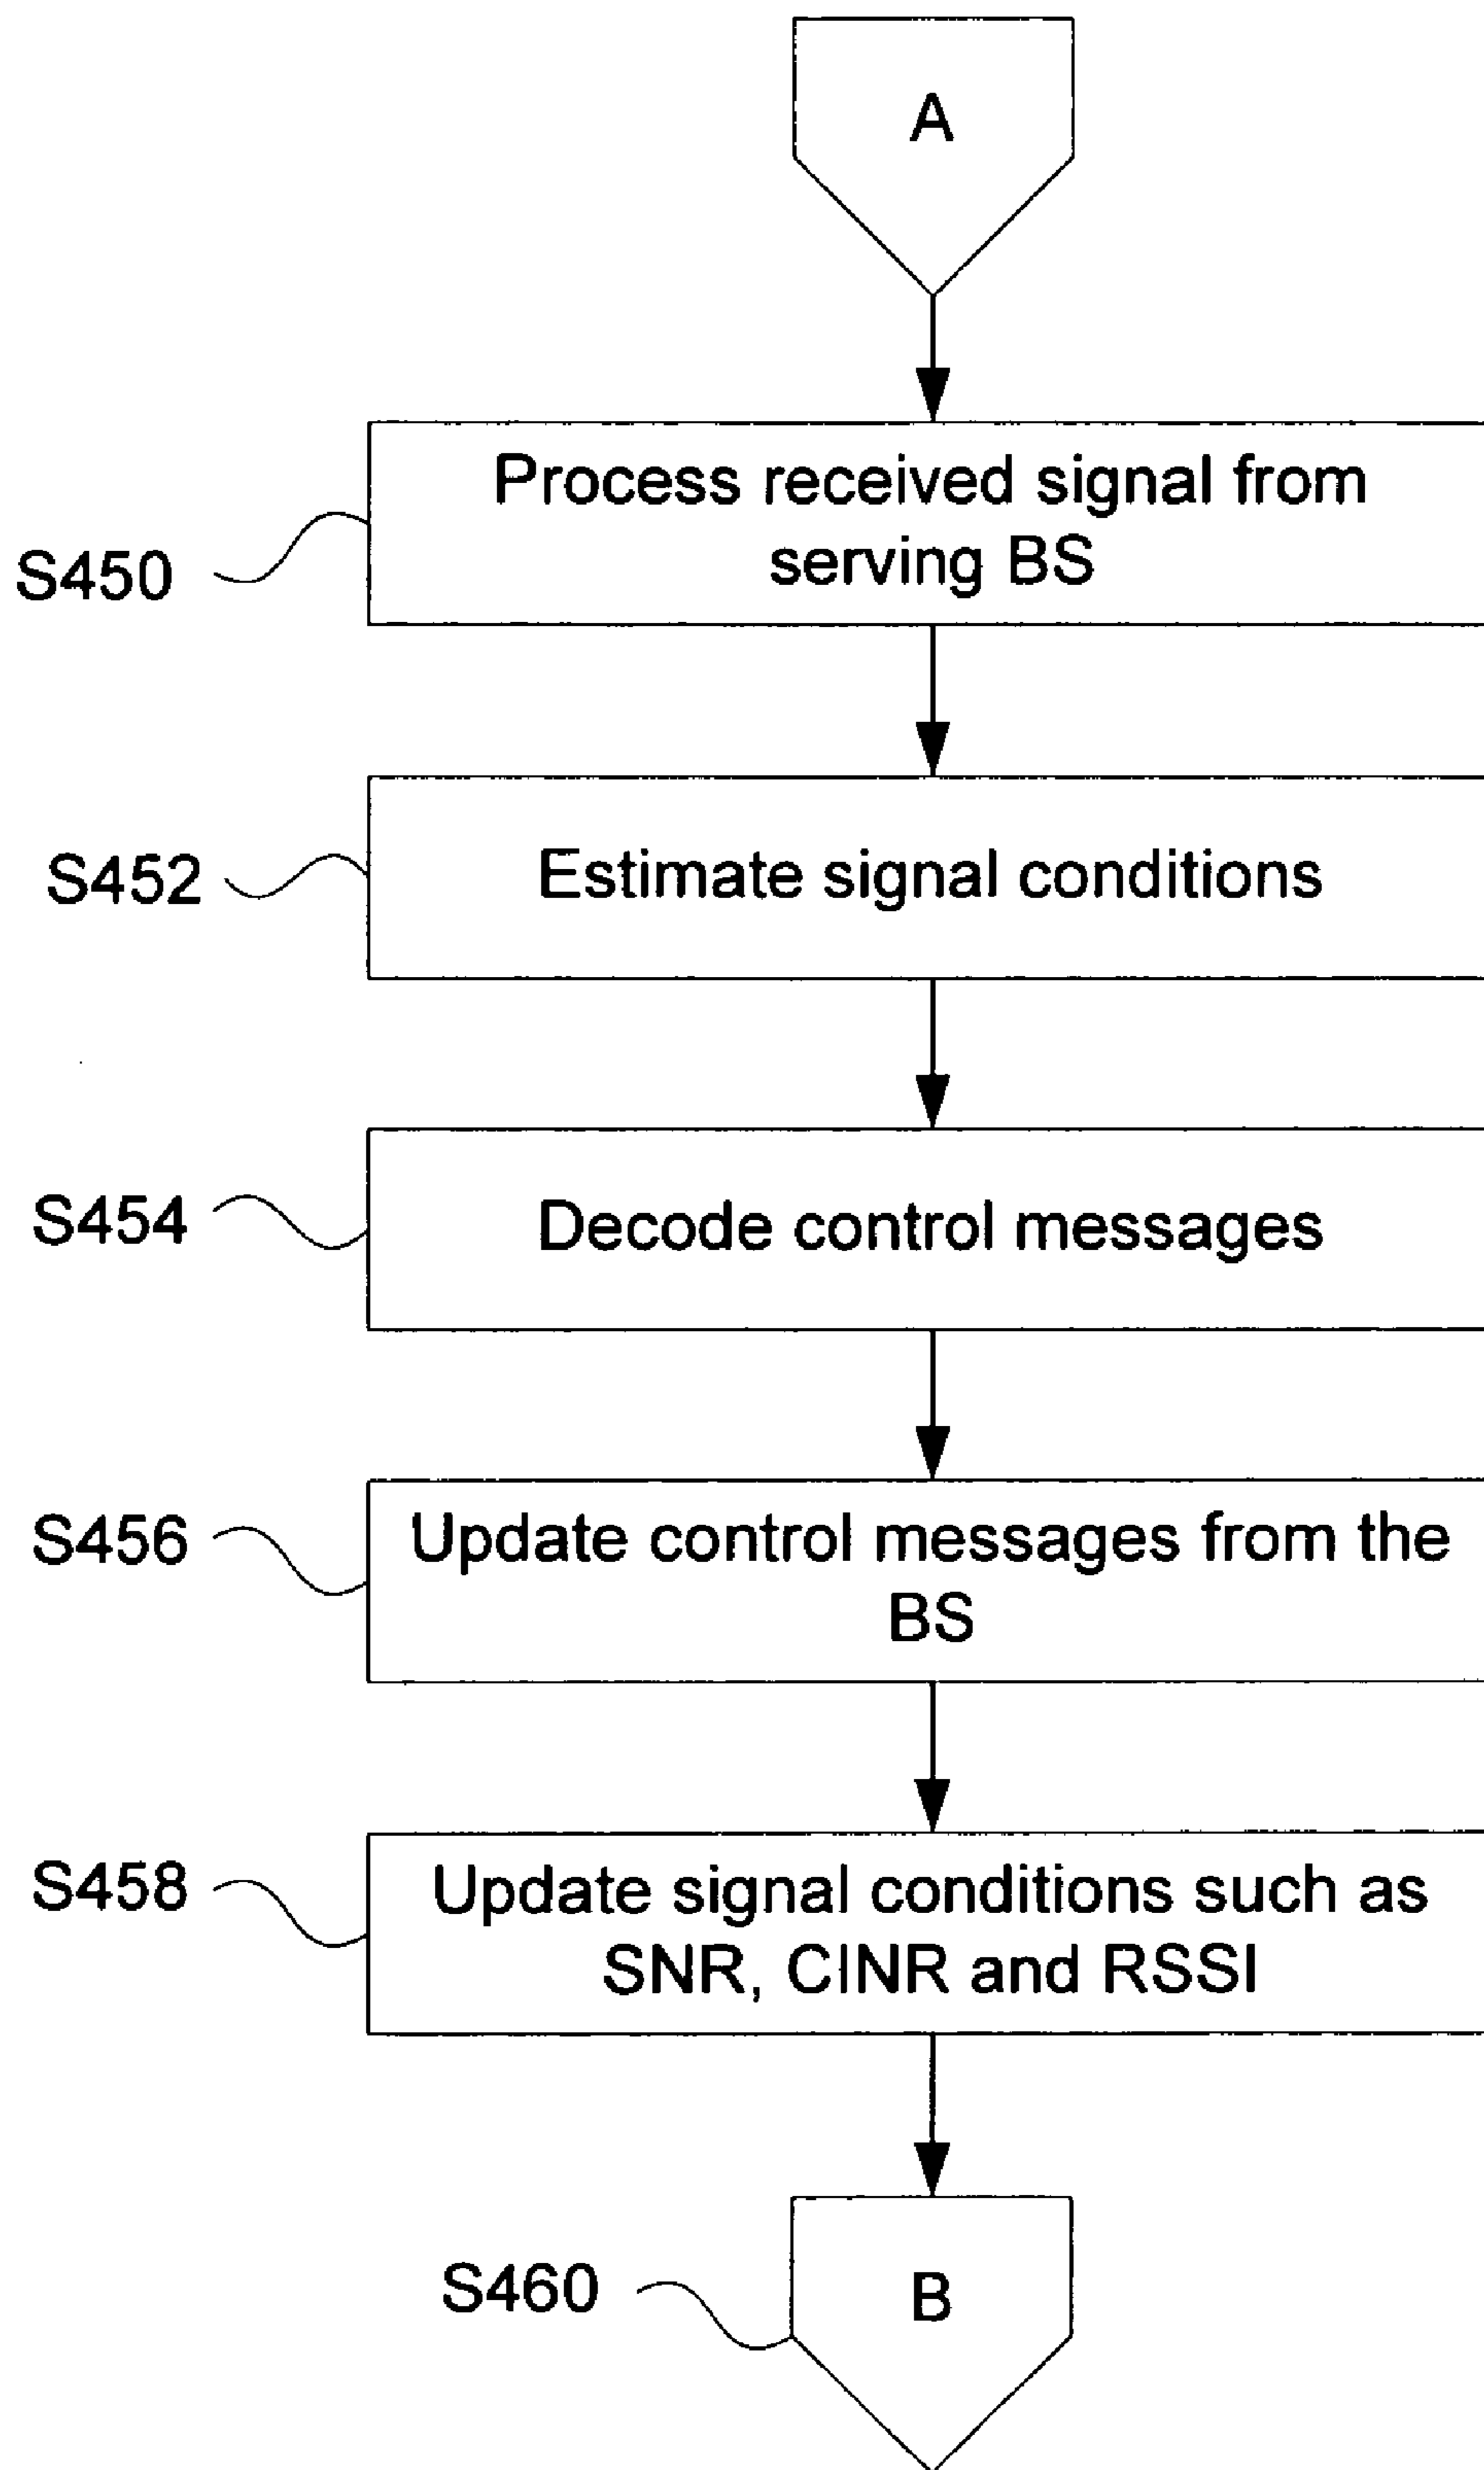 A
Process received signal from
serving BS
S450
Estimate signal conditions
S452
Decode control messages
S454
Update control messages from the
BS
S456
Update signal conditions such as
SNR, CINR and RSSI
S458
B
S460